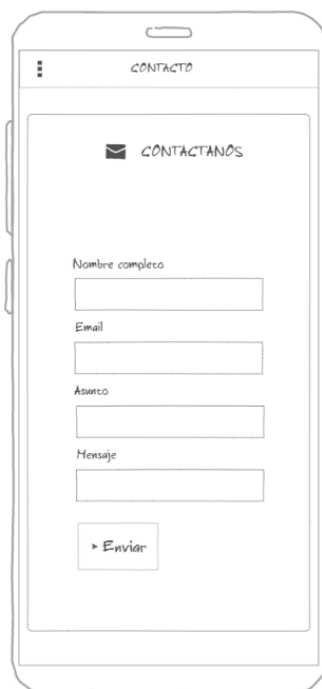 CONTACTO
CONTACTANOS
Nombre completo
Email
Asunto
Mensaje
Enviar